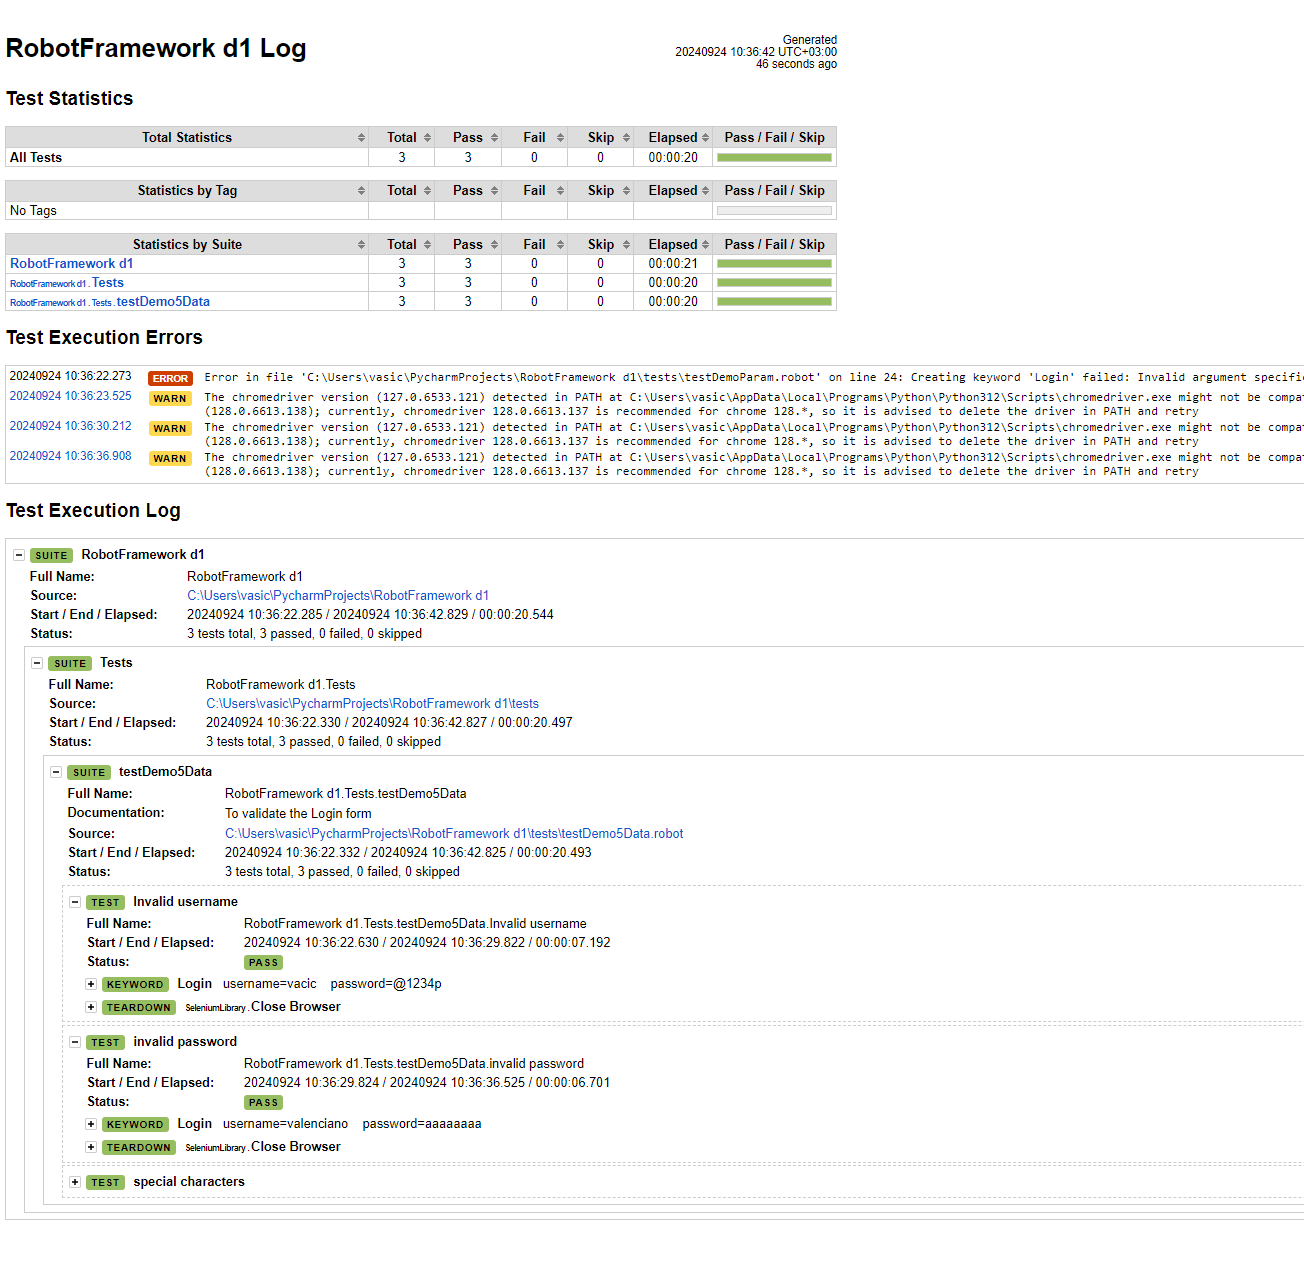 RobotFramework d1 Log
Generated
20240924 10:36:42 UTC+03:00
46 seconds ago
Test Statistics
Total Statistics Total Pass Fail Skip Elapsed Pass / Fail / Skip
All Tests 3 3 0 0 00:00:20
Statistics by Tag Total Pass Fail Skip Elapsed Pass / Fail / Skip
No Tags
Statistics by Suite Total Pass Fail Skip Elapsed Pass / Fail / Skip
RobotFramework d1 3 3 0 0 00:00:21
RobotFramework d1 . Tests 3 3 0 0 00:00:20
RobotFramework d1 . Tests . testDemo5Data 3 3 0 0 00:00:20
Test Execution Errors
20240924 10:36:22.273 ERROR Error in file 'C:\Users\vasic\PycharmProjects\RobotFramework d1\tests\testDemoParam.robot' on line 24: Creating keyword 'Login' failed: Invalid argument specific
20240924 10:36:23.525 WARN The chromedriver version (127.0.6533.121) detected in PATH at C:\Users\vasic\AppData\Local\Programs\Python\Python312\Scripts\chromedriver.exe might not be compat
(128.0.6613.138); currently, chromedriver 128.0.6613.137 is recommended for chrome 128.*, so it is advised to delete the driver in PATH and retry
20240924 10:36:30.212 WARN The chromedriver version (127.0.6533.121) detected in PATH at C:\Users\vasic\AppData\Local\Programs\Python\Python312\Scripts\chromedriver.exe might not be compat
(128.0.6613.138); currently, chromedriver 128.0.6613.137 is recommended for chrome 128.*, so it is advised to delete the driver in PATH and retry
20240924 10:36:36.908 WARN The chromedriver version (127.0.6533.121) detected in PATH at C:\Users\vasic\AppData\Local\Programs\Python\Python312\Scripts\chromedriver.exe might not be compat
(128.0.6613.138); currently, chromedriver 128.0.6613.137 is recommended for chrome 128.*, so it is advised to delete the driver in PATH and retry
Test Execution Log
SUITE RobotFramework d1
Full Name: RobotFramework d1
Source: C:\Users\vasic\PycharmProjects\RobotFramework d1
Start / End / Elapsed: 20240924 10:36:22.285 / 20240924 10:36:42.829 / 00:00:20.544
Status: 3 tests total, 3 passed, 0 failed, 0 skipped
SUITE Tests
Full Name: RobotFramework d1.Tests
Source: C:\Users\vasic\PycharmProjects\RobotFramework d1\tests
Start / End / Elapsed: 20240924 10:36:22.330 / 20240924 10:36:42.827 / 00:00:20.497
Status: 3 tests total, 3 passed, 0 failed, 0 skipped
SUITE testDemo5Data
Full Name: RobotFramework d1.Tests.testDemo5Data
Documentation: To validate the Login form
Source: C:\Users\vasic\PycharmProjects\RobotFramework d1\tests\testDemo5Data.robot
Start / End / Elapsed: 20240924 10:36:22.332 / 20240924 10:36:42.825 / 00:00:20.493
Status: 3 tests total, 3 passed, 0 failed, 0 skipped
TEST Invalid username
Full Name: RobotFramework d1.Tests.testDemo5Data.Invalid username
Start / End / Elapsed: 20240924 10:36:22.630 / 20240924 10:36:29.822 / 00:00:07.192
Status: PASS
KEYWORD Login username=vacic password=@1234p
TEARDOWN SeleniumLibrary . Close Browser
TEST invalid password
Full Name: RobotFramework d1.Tests.testDemo5Data.invalid password
Start / End / Elapsed: 20240924 10:36:29.824 / 20240924 10:36:36.525 / 00:00:06.701
Status: PASS
KEYWORD Login username=valenciano password=aaaaaaaa
TEARDOWN SeleniumLibrary . Close Browser
TEST special characters